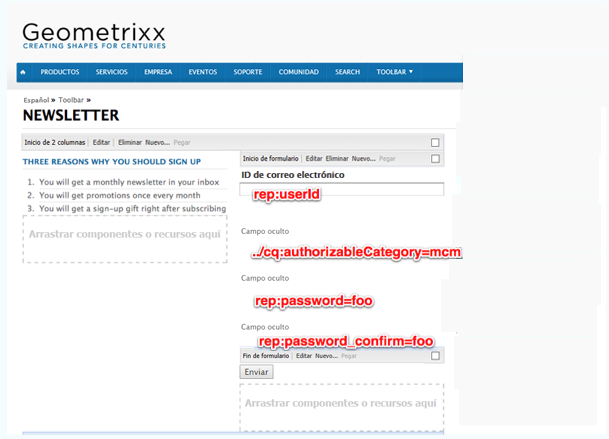 Geometrixx
CREATING SHAPES FOR CENTURIES
PRODUCTOS SERVICIOS EMPRESA EVENTOS SOPORTE COMUNIDAD SEARCH TOOLBAR ▼
Español » Toolbar »
NEWSLETTER
Inicio de 2 columnas | Editar | Eliminar Nuevo... Pegar
THREE REASONS WHY YOU SHOULD SIGN UP
1. You will get a monthly newsletter in your inbox
2. You will get promotions once every month
3. You will get a sign-up gift right after subscribing
Arrastrar componentes o recursos aquí
Inicio de formulario | Editar Eliminar Nuevo... Pegar
ID de correo electrónico
rep:userId
Campo oculto
../cq:authorizableCategory=mcm
Campo oculto
rep:password=foo
Campo oculto
rep:password_confirm=foo
Fin de formulario | Editar Nuevo... | Pegar
Enviar
Arrastrar componentes o recursos aquí